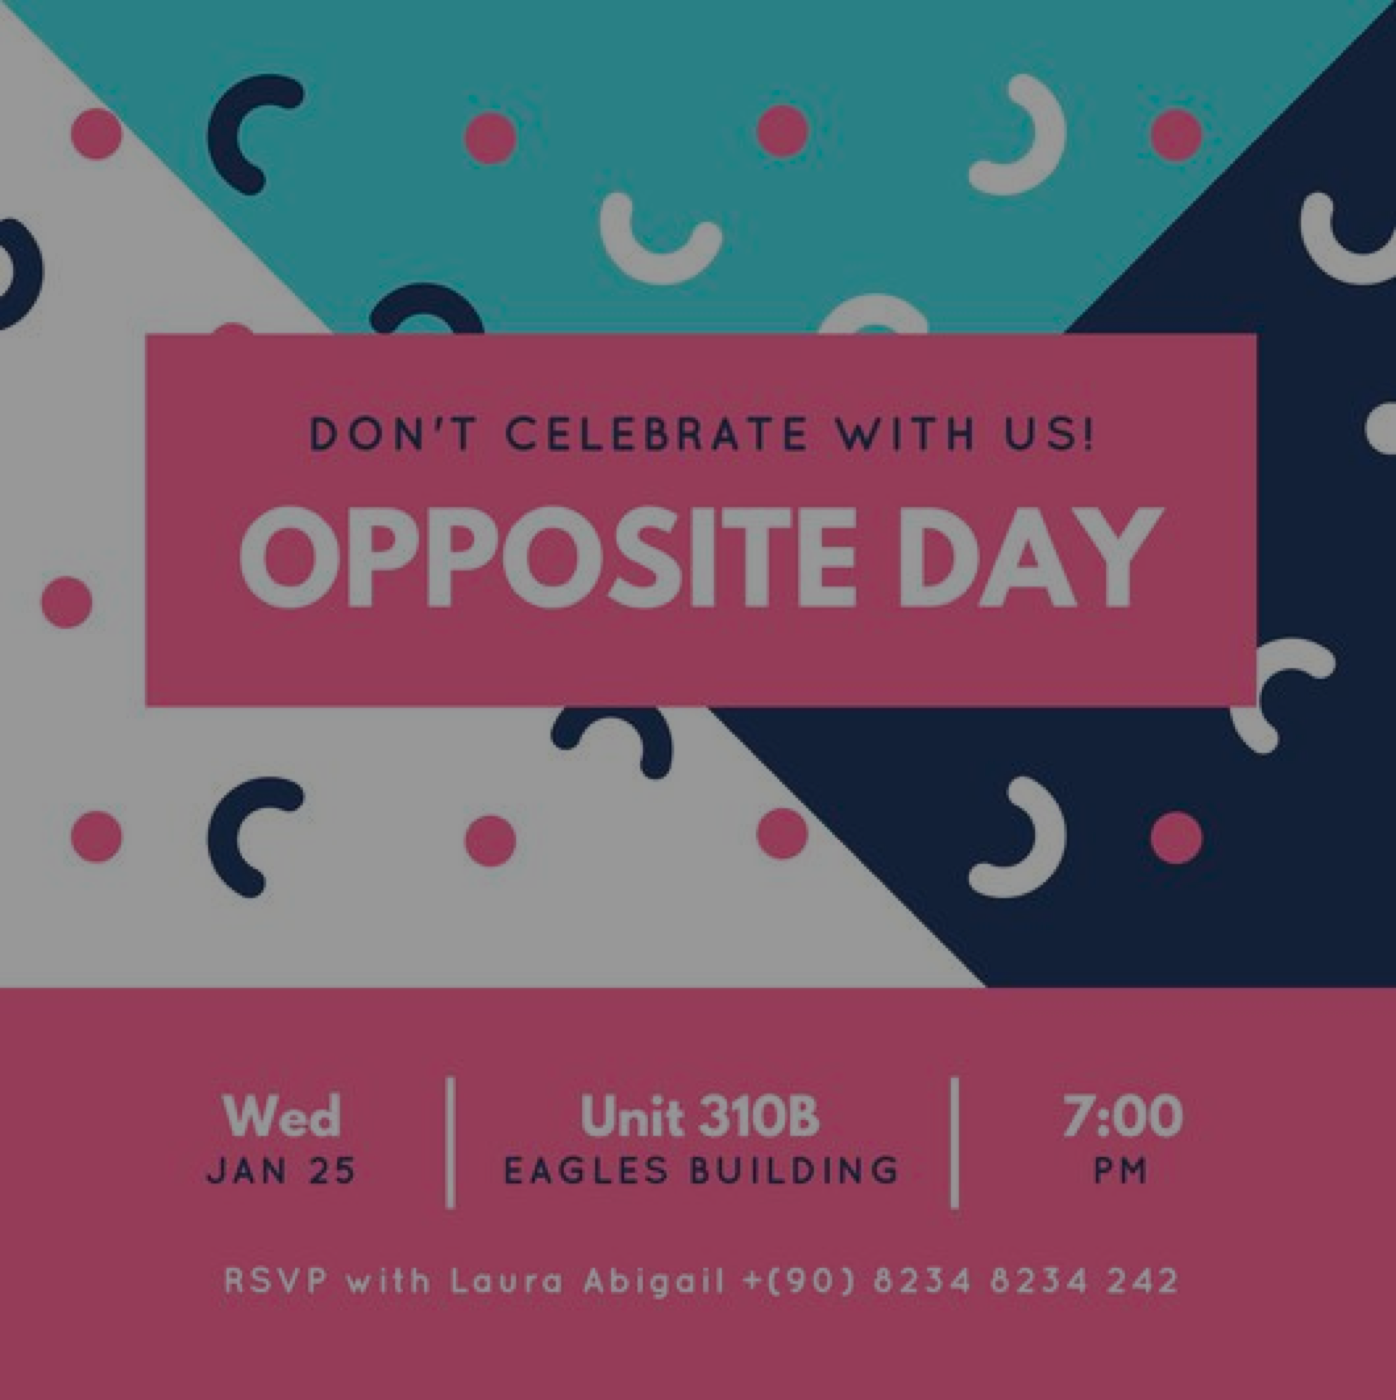 DON'T CELEBRATE WITH US!
OPPOSITE DAY
Wed
JAN 25
Unit 310B
EAGLES BUILDING
7:00
PM
RSVP with Laura Abigail +(90) 8234 8234 242